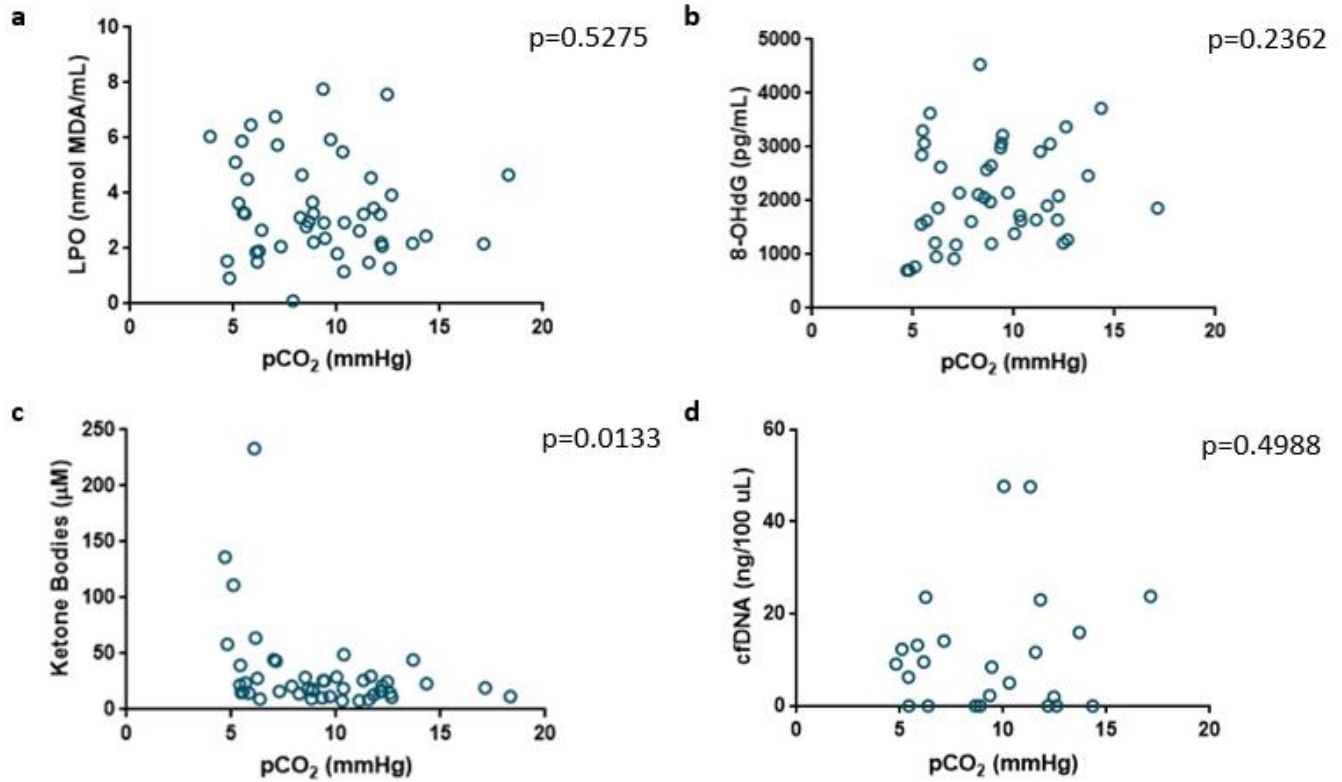 a
p=0.5275
LPO (nmol MDA/mL)
10
8
6
4
2
0
0 5 10 15 20
pCO₂ (mmHg)
b
p=0.2362
8-OHdG (pg/mL)
5000
4000
3000
2000
1000
0
0 5 10 15 20
pCO₂ (mmHg)
c
p=0.0133
Ketone Bodies (µM)
250
200
150
100
50
0
0 5 10 15 20
pCO₂ (mmHg)
d
p=0.4988
cfDNA (ng/100 uL)
60
40
20
0
0 5 10 15 20
pCO₂ (mmHg)